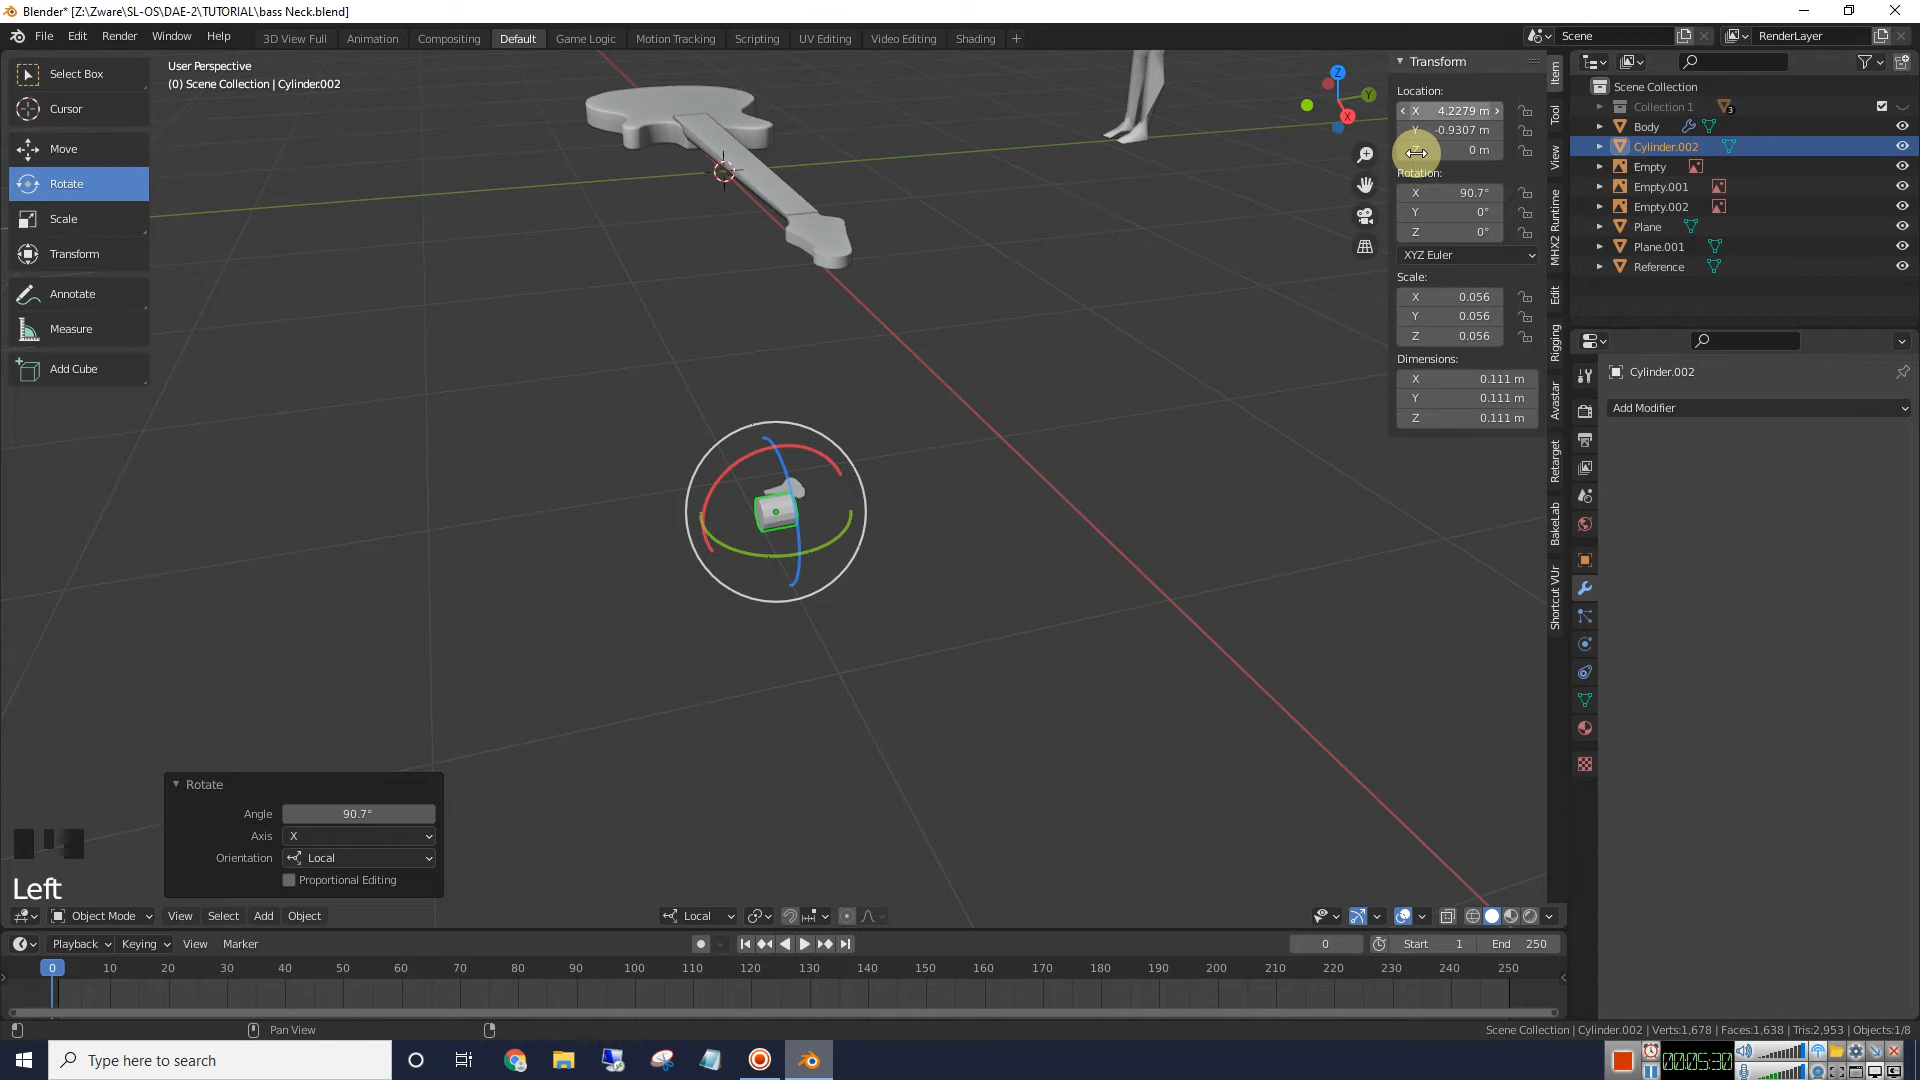 Blender* [Z:\Zware\SL-OS\DAE-2\TUTORIAL\bass Neck.blend]
File Edit Render Window Help 3D View Full Animation Compositing Default Game Logic Motion Tracking Scripting UV Editing Video Editing Shading + Scene RenderLayer
Select Box
Cursor
Move
Rotate
Scale
Transform
Annotate
Measure
Add Cube
User Perspective
(0) Scene Collection | Cylinder.002
Z
Y
X
Transform
Location:
X 4.2279 m
Y -0.9307 m
Z 0 m
Rotation:
X 90.7°
Y 0°
Z 0°
XYZ Euler
Scale:
X 0.056
Y 0.056
Z 0.056
Dimensions:
X 0.111 m
Y 0.111 m
Z 0.111 m
Item
Tool
View
MHX2 Runtime
Edit
Rigging
Avastar
Retarget
BakeLab
Shortcut VUr
Scene Collection
Collection 1 3
Body
Cylinder.002
Empty
Empty.001
Empty.002
Plane
Plane.001
Reference
Cylinder.002
Add Modifier
Rotate
Angle 90.7°
Axis X
Orientation Local
Proportional Editing
Left
Object Mode View Select Add Object Local
Playback Keying View Marker 0 Start 1 End 250
0 10 20 30 40 50 60 70 80 90 100 110 120 130 140 150 160 170 180 190 200 210 220 230 240 250
Pan View
Scene Collection | Cylinder.002 | Verts:1,678 | Faces:1,638 | Tris:2,953 | Objects:1/8
Type here to search
00:05:30